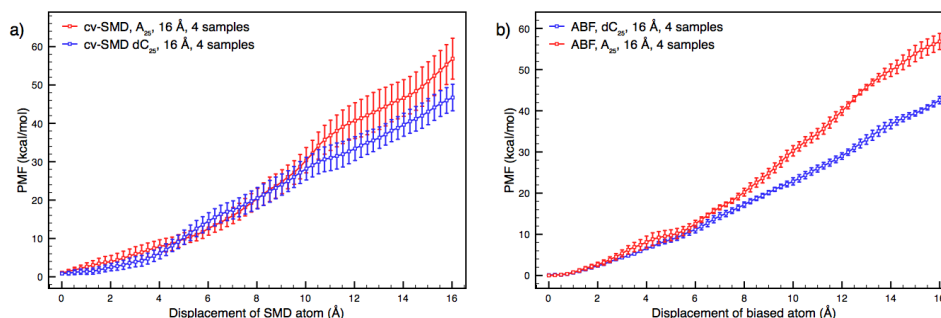 a)
cv-SMD, A25, 16 Å, 4 samples
cv-SMD dC25, 16 Å, 4 samples
PMF (kcal/mol)
60
50
40
30
20
10
0
0 2 4 6 8 10 12 14 16
Displacement of SMD atom (Å)
b)
ABF, dC25, 16 Å, 4 samples
ABF, A25, 16 Å, 4 samples
PMF (kcal/mol)
60
50
40
30
20
10
0
0 2 4 6 8 10 12 14 16
Displacement of biased atom (Å)